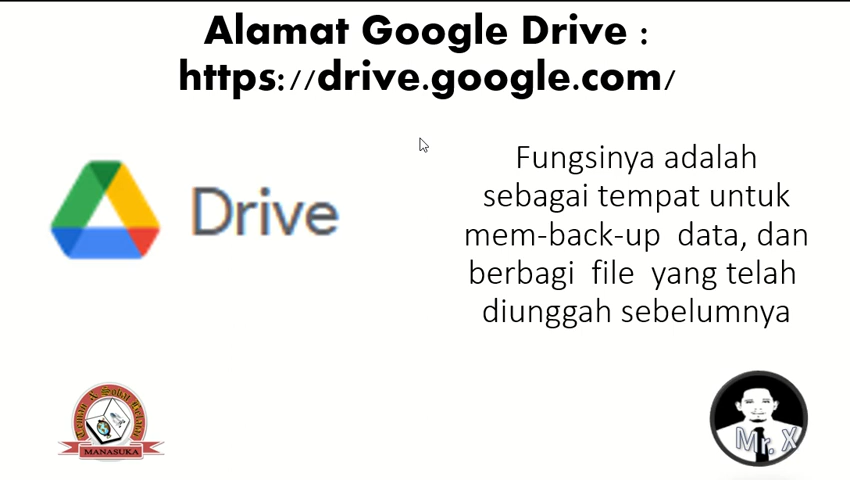 Alamat Google Drive :
https://drive.google.com/
Fungsinya adalah
sebagai tempat untuk
mem-back-up data, dan
berbagi file yang telah
diunggah sebelumnya
Drive
MANASUKA
Mr. X